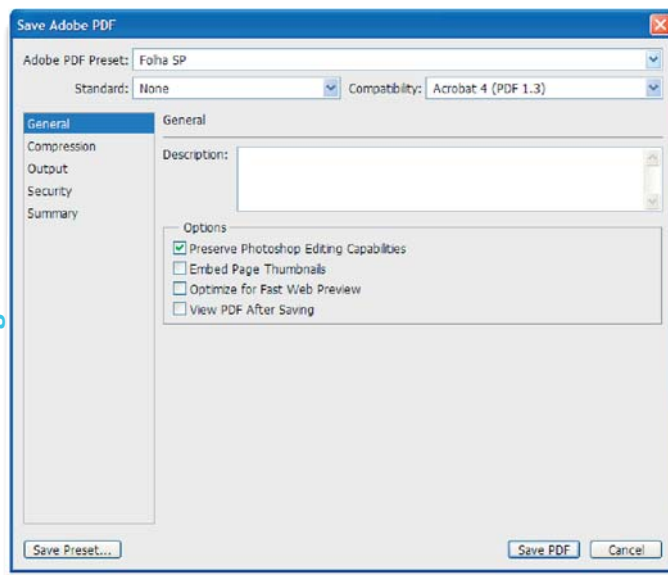 Save Adobe PDF
Adobe PDF Preset: Folha SP
Standard: None Compatibility: Acrobat 4 (PDF 1.3)
General
Compression
Output
Security
Summary
General
Description:
Options
Preserve Photoshop Editing Capabilities
Embed Page Thumbnails
Optimize for Fast Web Preview
View PDF After Saving
Save Preset... Save PDF Cancel